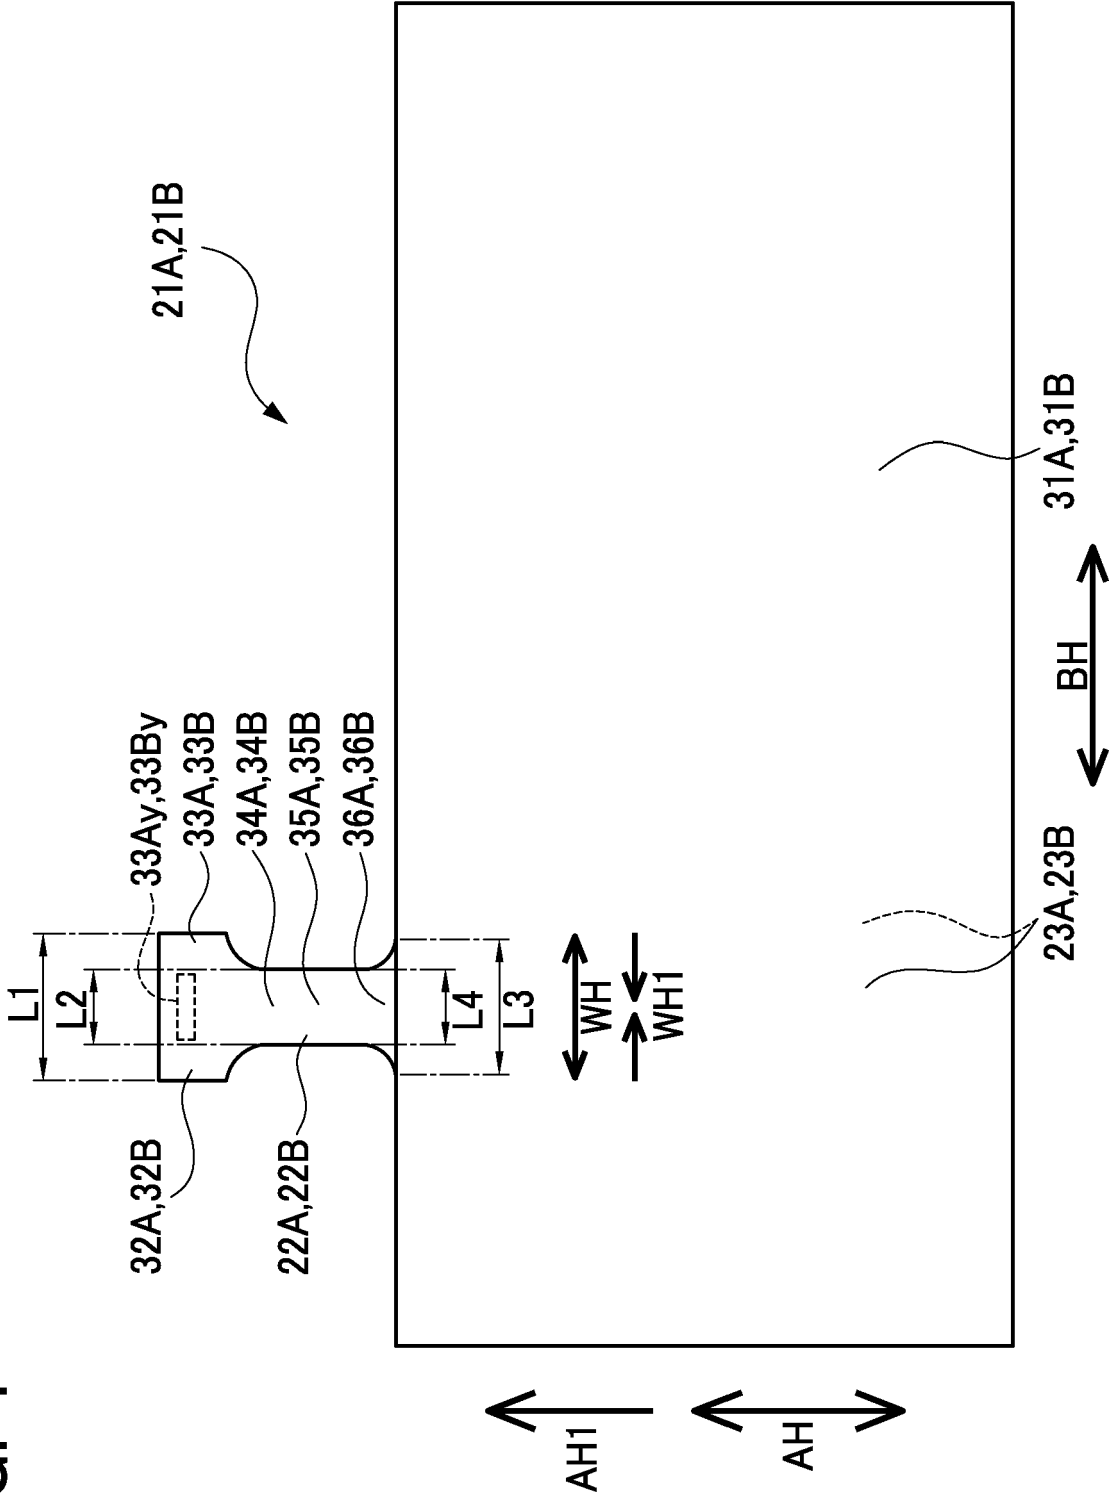 21A,21B
L1
L2
33Ay,33By
33A,33B
34A,34B
35A,35B
36A,36B
32A,32B
22A,22B
L4
L3
WH
WH1
31A,31B
23A,23B
BH
AH1
AH